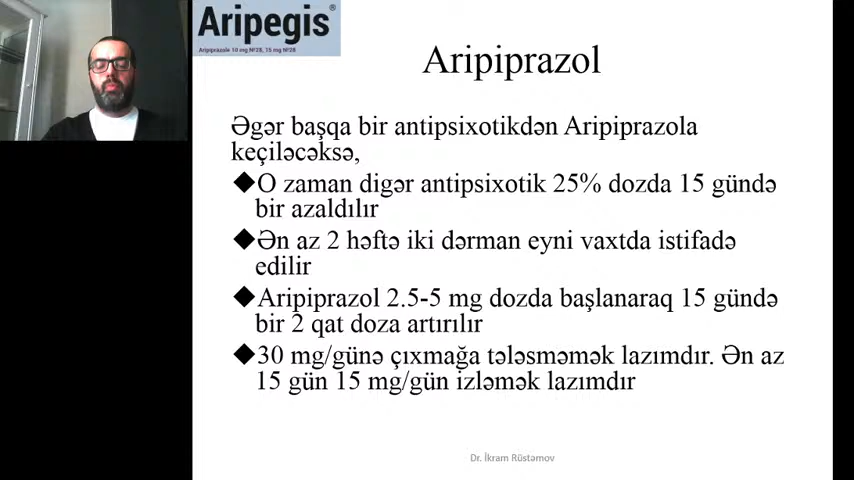 Aripegis®
Aripiprazole 10 mg №28, 15 mg №28
Aripiprazol
Əgər başqa bir antipsixotikdən Aripiprazola
keçiləcəksə,
◆O zaman digər antipsixotik 25% dozda 15 gündə
bir azaldılır
◆Ən az 2 həftə iki dərman eyni vaxtda istifadə
edilir
◆Aripiprazol 2.5-5 mg dozda başlanaraq 15 gündə
bir 2 qat doza artırılır
◆30 mg/günə çıxmağa tələsməmək lazımdır. Ən az
15 gün 15 mg/gün izləmək lazımdır
Dr. İkram Rüstəmov